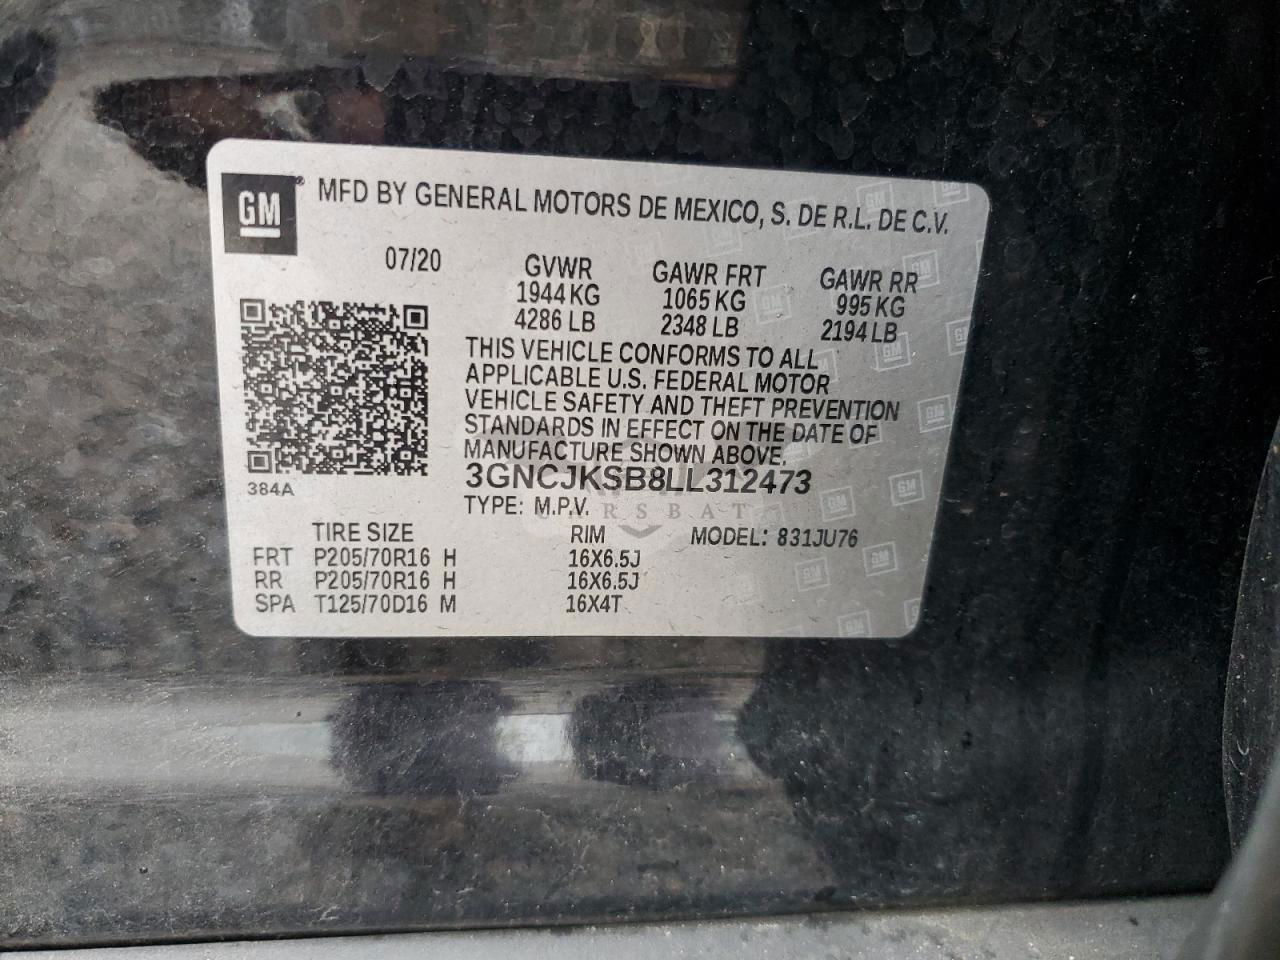 GM® MFD BY GENERAL MOTORS DE MEXICO, S. DE R.L. DE C.V.
07/20 GVWR GAWR FRT GAWR RR
1944 KG 1065 KG 995 KG
4286 LB 2348 LB 2194 LB
THIS VEHICLE CONFORMS TO ALL
APPLICABLE U.S. FEDERAL MOTOR
VEHICLE SAFETY AND THEFT PREVENTION
STANDARDS IN EFFECT ON THE DATE OF
MANUFACTURE SHOWN ABOVE.
384A 3GNCJKSB8LL312473
TYPE: M.P.V.
TIRE SIZE RIM MODEL: 831JU76
FRT P205/70R16 H 16X6.5J
RR P205/70R16 H 16X6.5J
SPA T125/70D16 M 16X4T